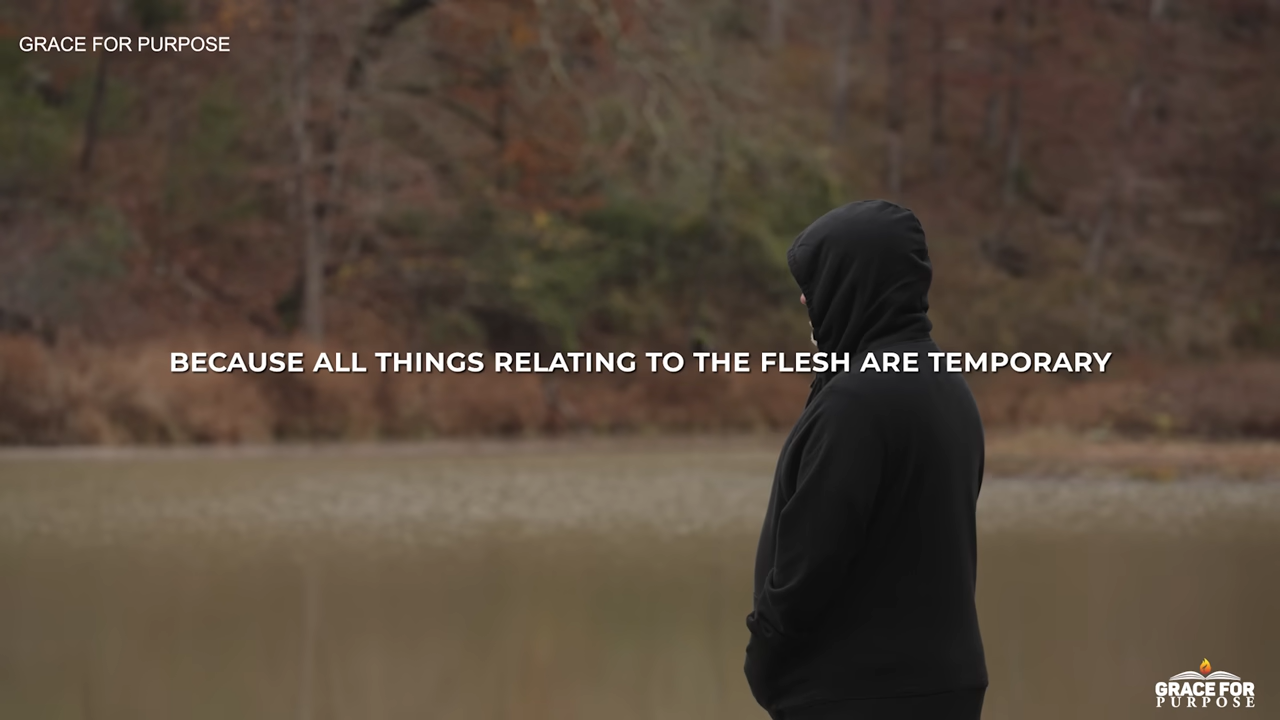 GRACE FOR PURPOSE
BECAUSE ALL THINGS RELATING TO THE FLESH ARE TEMPORARY
GRACE FOR
PURPOSE